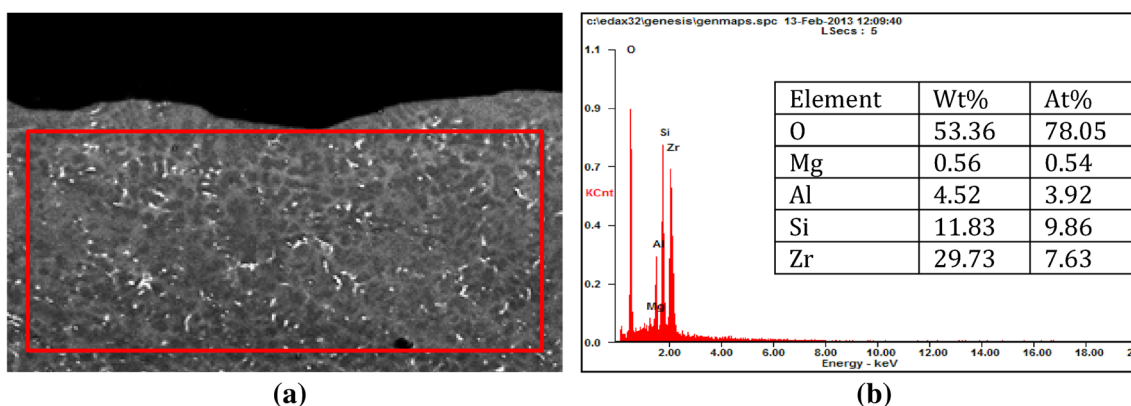 c:\edax32\genesis\genmaps.spc 13-Feb-2013 12:09:40
LSecs : 5
1.1
O
0.9
Si
Zr
0.7
KCnt
0.4
Al
0.2
Mg
0.0
2.00 4.00 6.00 8.00 10.00 12.00 14.00 16.00 18.00 2
Energy - keV
Element Wt% At%
O 53.36 78.05
Mg 0.56 0.54
Al 4.52 3.92
Si 11.83 9.86
Zr 29.73 7.63
(a) (b)